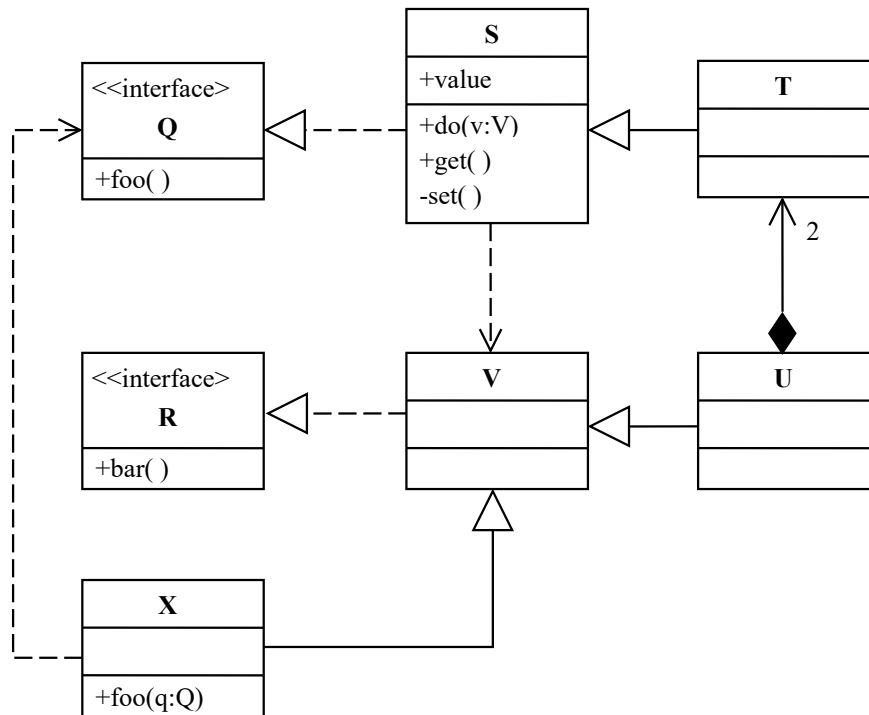 S
+value
+do(v:V)
+get( )
-set( )
<<interface>
Q
+foo( )
T
2
<<interface>
R
+bar( )
V
U
X
+foo(q:Q)